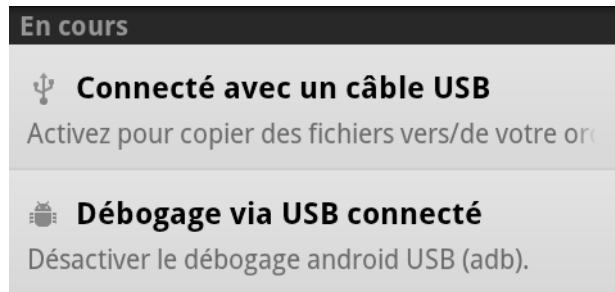 En cours
Connecté avec un câble USB
Activez pour copier des fichiers vers/de votre
Débogage via USB connecté
Désactiver le débogage android USB (adb).